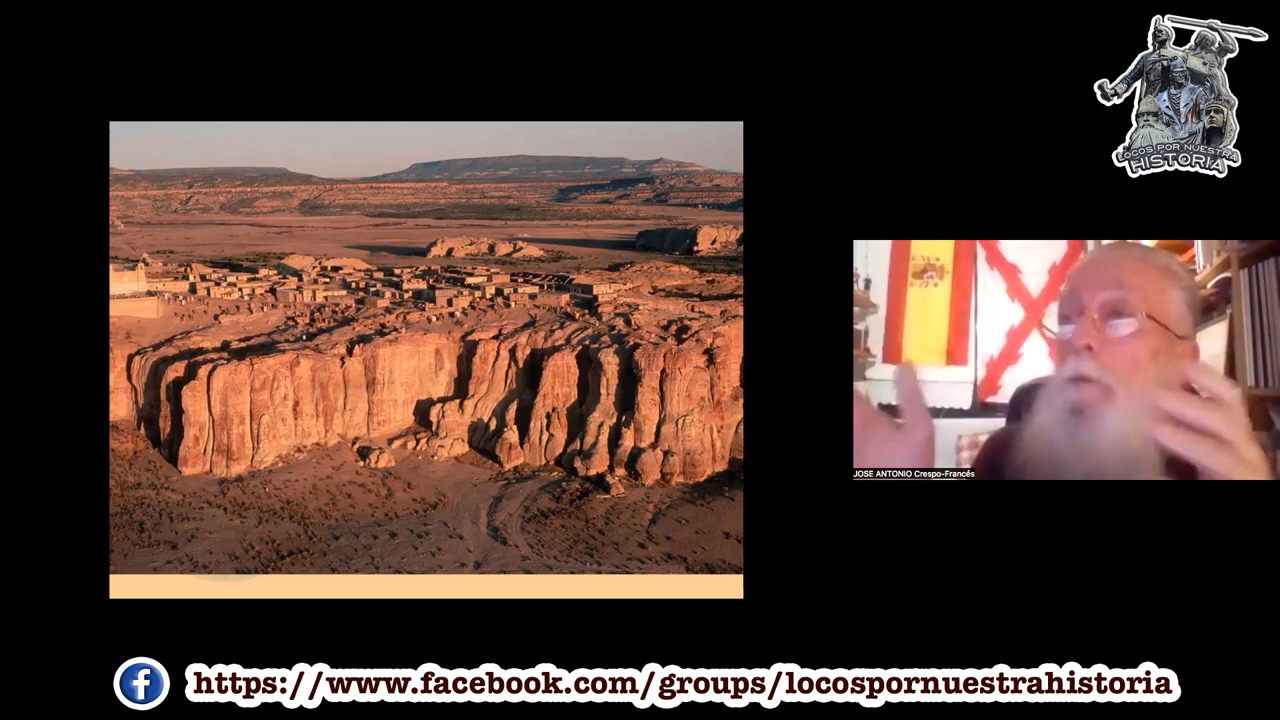 LOCOS POR NUESTRA
HISTORIA
JOSE ANTONIO Crespo-Francés
https://www.facebook.com/groups/locospornuestrahistoria